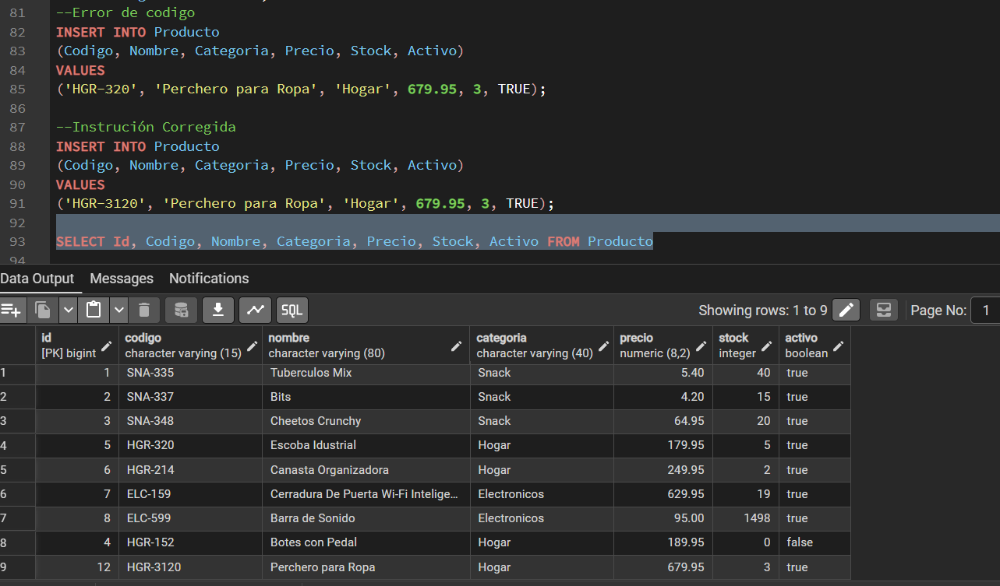 81 --Error de codigo
82 INSERT INTO Producto
83 (Codigo, Nombre, Categoria, Precio, Stock, Activo)
84 VALUES
85 ('HGR-320', 'Perchero para Ropa', 'Hogar', 679.95, 3, TRUE);
86
87 --Instrución Corregida
88 INSERT INTO Producto
89 (Codigo, Nombre, Categoria, Precio, Stock, Activo)
90 VALUES
91 ('HGR-3120', 'Perchero para Ropa', 'Hogar', 679.95, 3, TRUE);
92
93 SELECT Id, Codigo, Nombre, Categoria, Precio, Stock, Activo FROM Producto
94
Data Output Messages Notifications
SQL Showing rows: 1 to 9 Page No: 1
id codigo nombre categoria precio stock activo
[PK] bigint character varying (15) character varying (80) character varying (40) numeric (8,2) integer boolean
1 1 SNA-335 Tuberculos Mix Snack 5.40 40 true
2 2 SNA-337 Bits Snack 4.20 15 true
3 3 SNA-348 Cheetos Crunchy Snack 64.95 20 true
4 5 HGR-320 Escoba Idustrial Hogar 179.95 5 true
5 6 HGR-214 Canasta Organizadora Hogar 249.95 2 true
6 7 ELC-159 Cerradura De Puerta Wi-Fi Intelige... Electronicos 629.95 19 true
7 8 ELC-599 Barra de Sonido Electronicos 95.00 1498 true
8 4 HGR-152 Botes con Pedal Hogar 189.95 0 false
9 12 HGR-3120 Perchero para Ropa Hogar 679.95 3 true